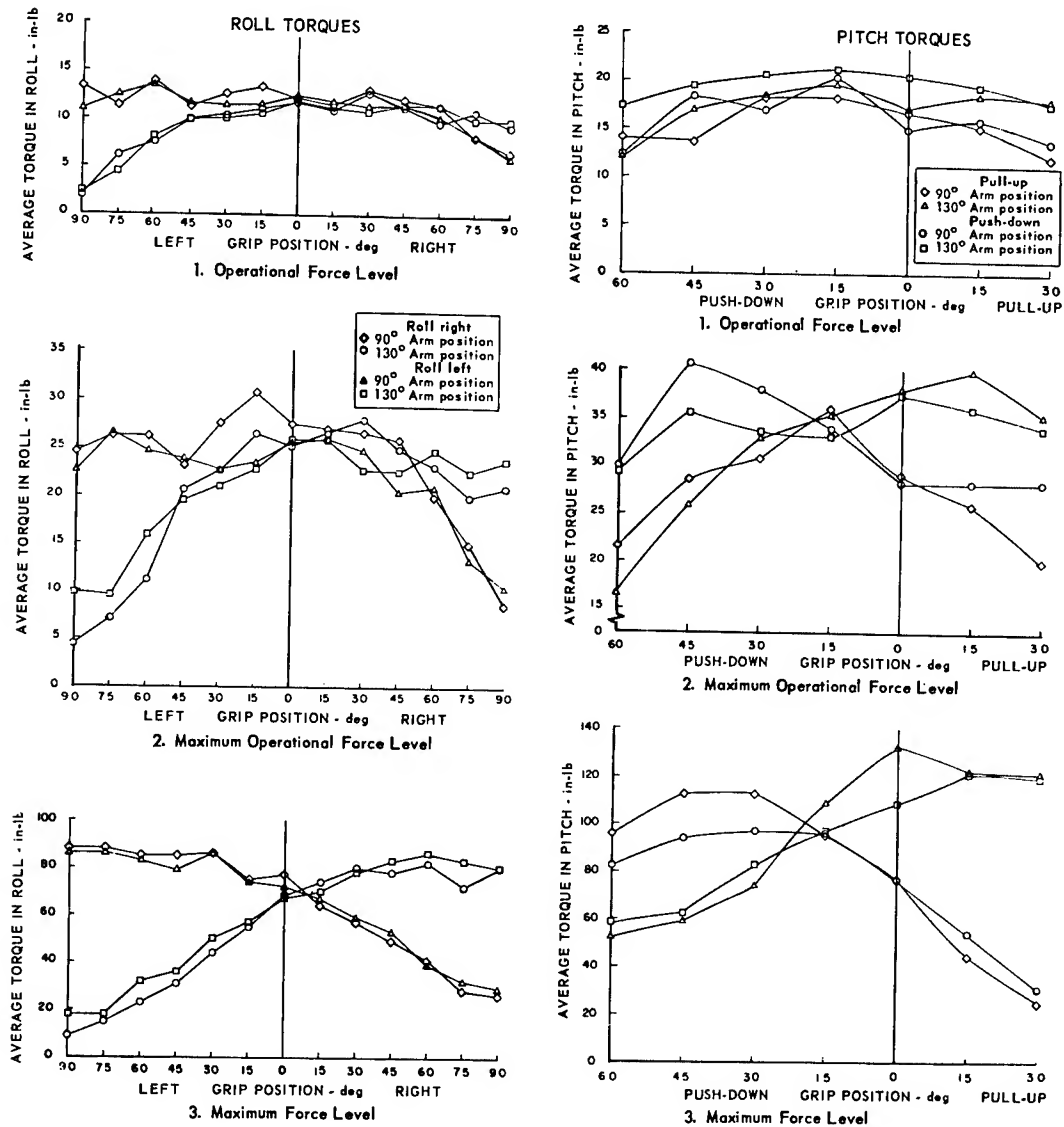 ROLL TORQUES
AVERAGE TORQUE IN ROLL - in-lb
20
15
10
5
0
90 75 60 45 30 15 0 15 30 45 60 75 90
LEFT GRIP POSITION - deg RIGHT
1. Operational Force Level
PITCH TORQUES
AVERAGE TORQUE IN PITCH - in-lb
25
20
15
10
5
0
Pull-up
90° Arm position
130° Arm position
Push-down
90° Arm position
130° Arm position
60 45 30 15 0 15 30
PUSH-DOWN GRIP POSITION - deg PULL-UP
1. Operational Force Level
AVERAGE TORQUE IN ROLL - in-lb
Roll right
90° Arm position
130° Arm position
Roll left
90° Arm position
130° Arm position
35
30
25
20
15
10
5
0
90 75 60 45 30 15 0 15 30 45 60 75 90
LEFT GRIP POSITION - deg RIGHT
2. Maximum Operational Force Level
AVERAGE TORQUE IN PITCH - in-lb
40
35
30
25
20
15
0
60 45 30 15 0 15 30
PUSH-DOWN GRIP POSITION - deg PULL-UP
2. Maximum Operational Force Level
AVERAGE TORQUE IN ROLL - in-lb
100
80
60
40
20
0
90 75 60 45 30 15 0 15 30 45 60 75 90
LEFT GRIP POSITION - deg RIGHT
3. Maximum Force Level
AVERAGE TORQUE IN PITCH - in-lb
140
120
100
80
60
40
20
0
60 45 30 15 0 15 30
PUSH-DOWN GRIP POSITION - deg PULL-UP
3. Maximum Force Level